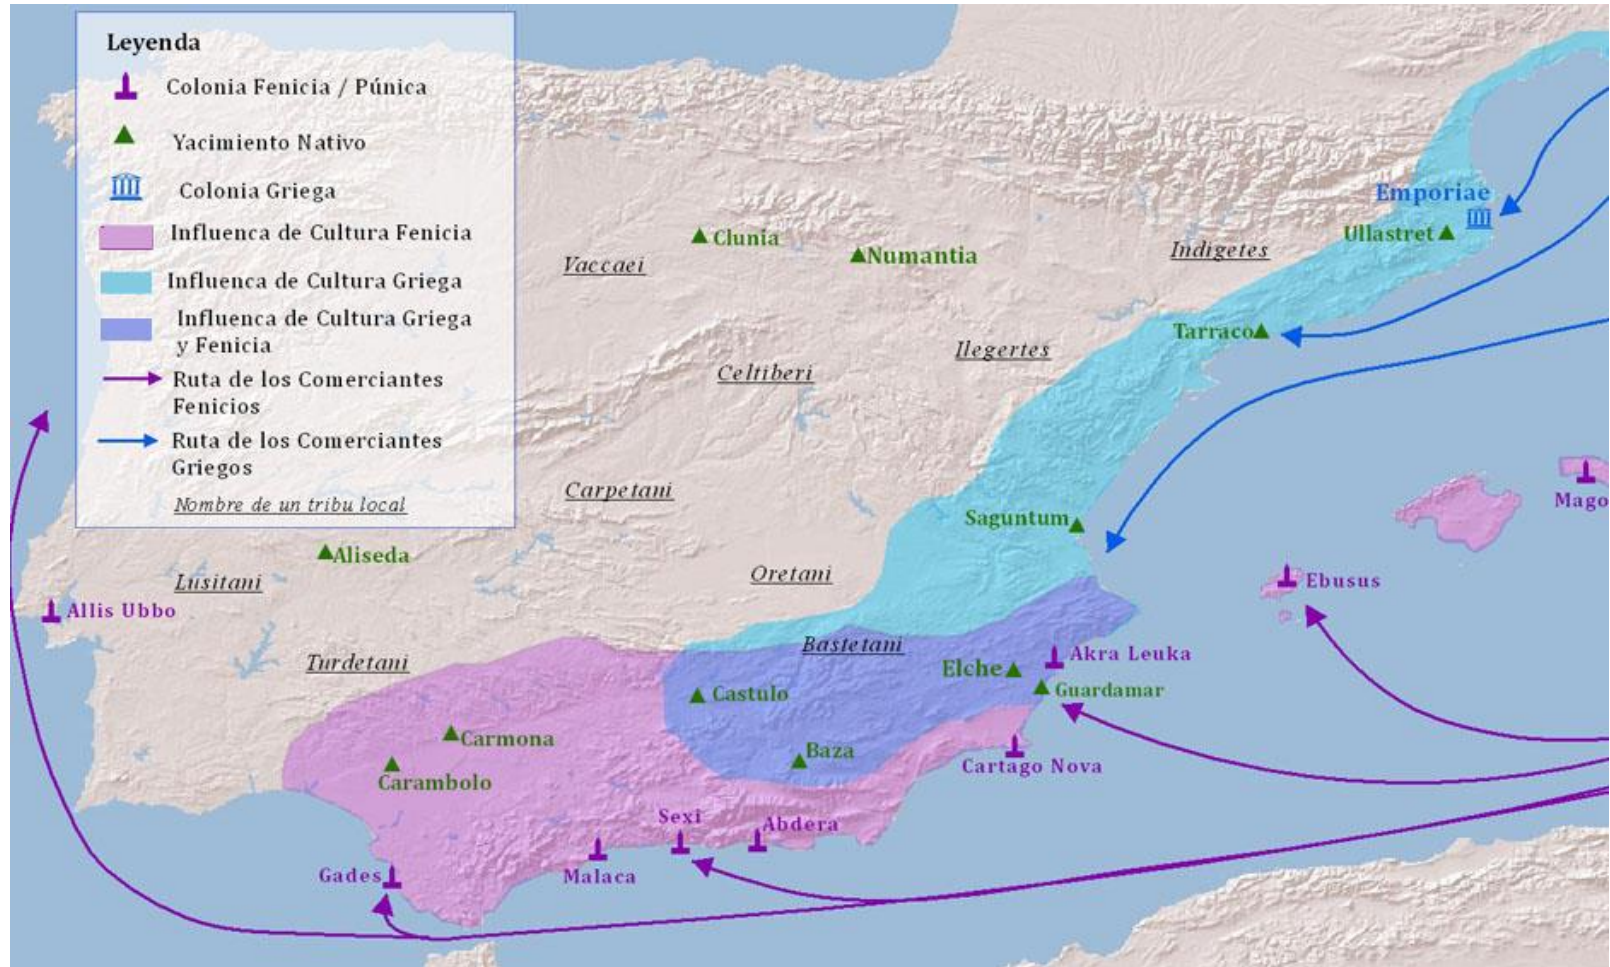 Leyenda
Colonia Fenicia / Púnica
Yacimiento Nativo
Colonia Griega
Influenca de Cultura Fenicia
Influenca de Cultura Griega
Influenca de Cultura Griega
y Fenicia
Ruta de los Comerciantes
Fenicios
Ruta de los Comerciantes
Griegos
Nombre de un tribu local
Emporiae
Ullastret
Clunia
Numantia
Indigetes
Vaccaei
Tarraco
Ilegertes
Celtiberi
Carpetani
Mago
Saguntum
Aliseda
Lusitani
Oretani
Ebusus
Allis Ubbo
Turdetani
Bastetani
Akra Leuka
Elche
Guardamar
Castulo
Carmona
Baza
Cartago Nova
Carambolo
Sexi
Abdera
Gades
Malaca